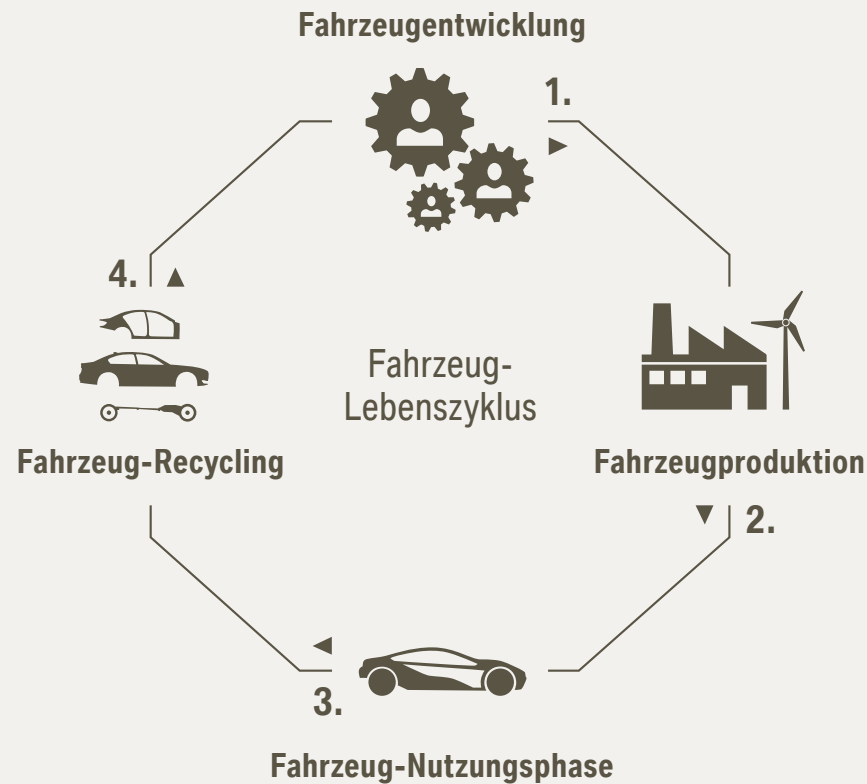 Fahrzeugentwicklung
1.
4.
Fahrzeug-
Lebenszyklus
Fahrzeug-Recycling
Fahrzeugproduktion
2.
3.
Fahrzeug-Nutzungsphase